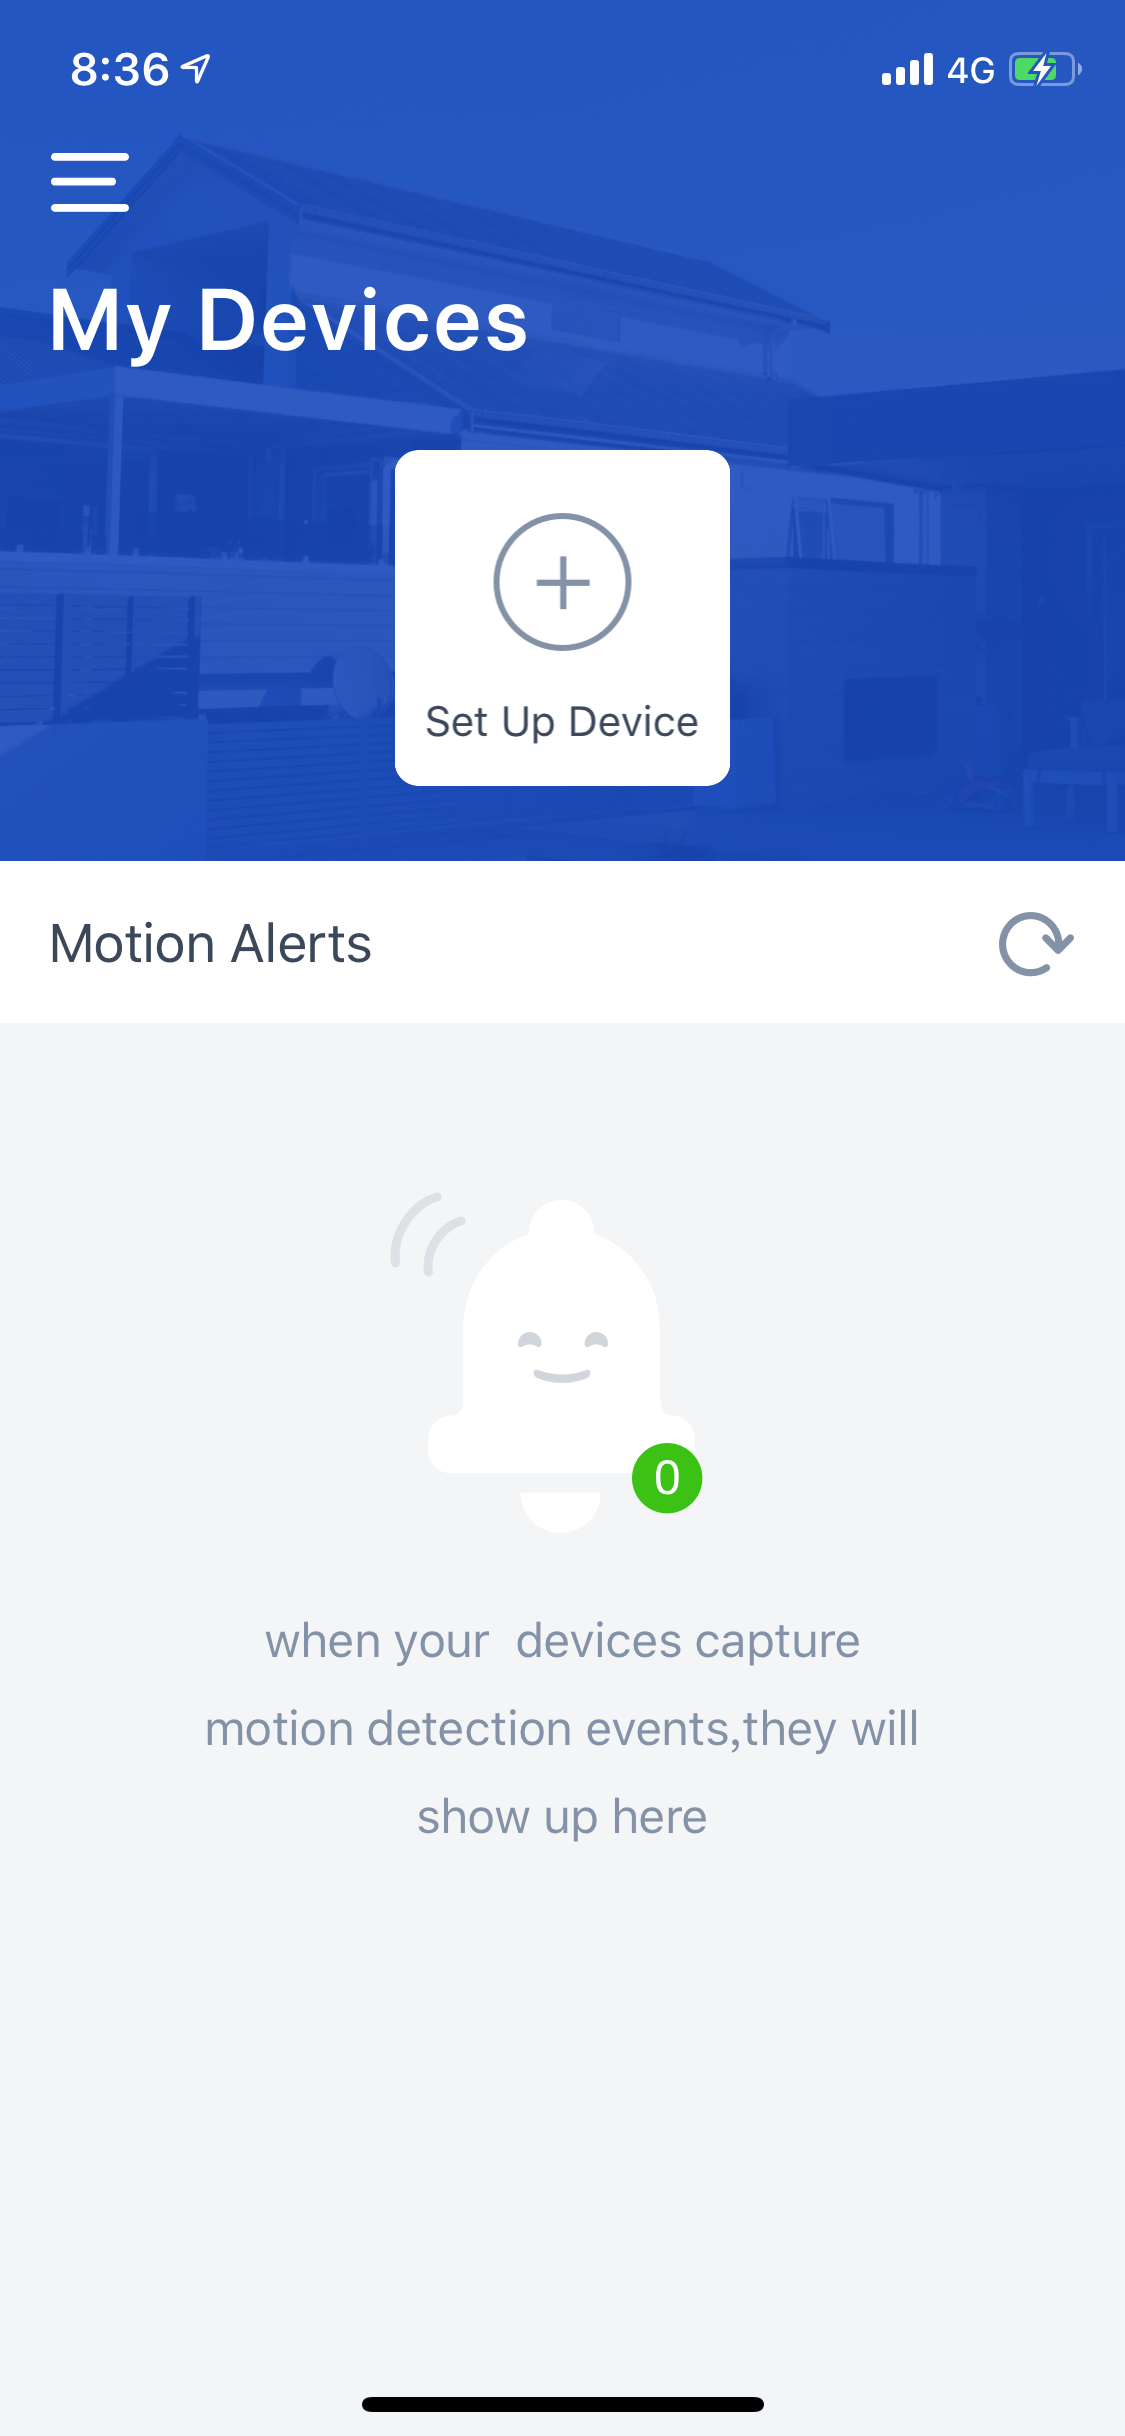 8:36
4G
My Devices
Set Up Device
Motion Alerts
0
when your  devices capture
motion detection events,they will
show up here